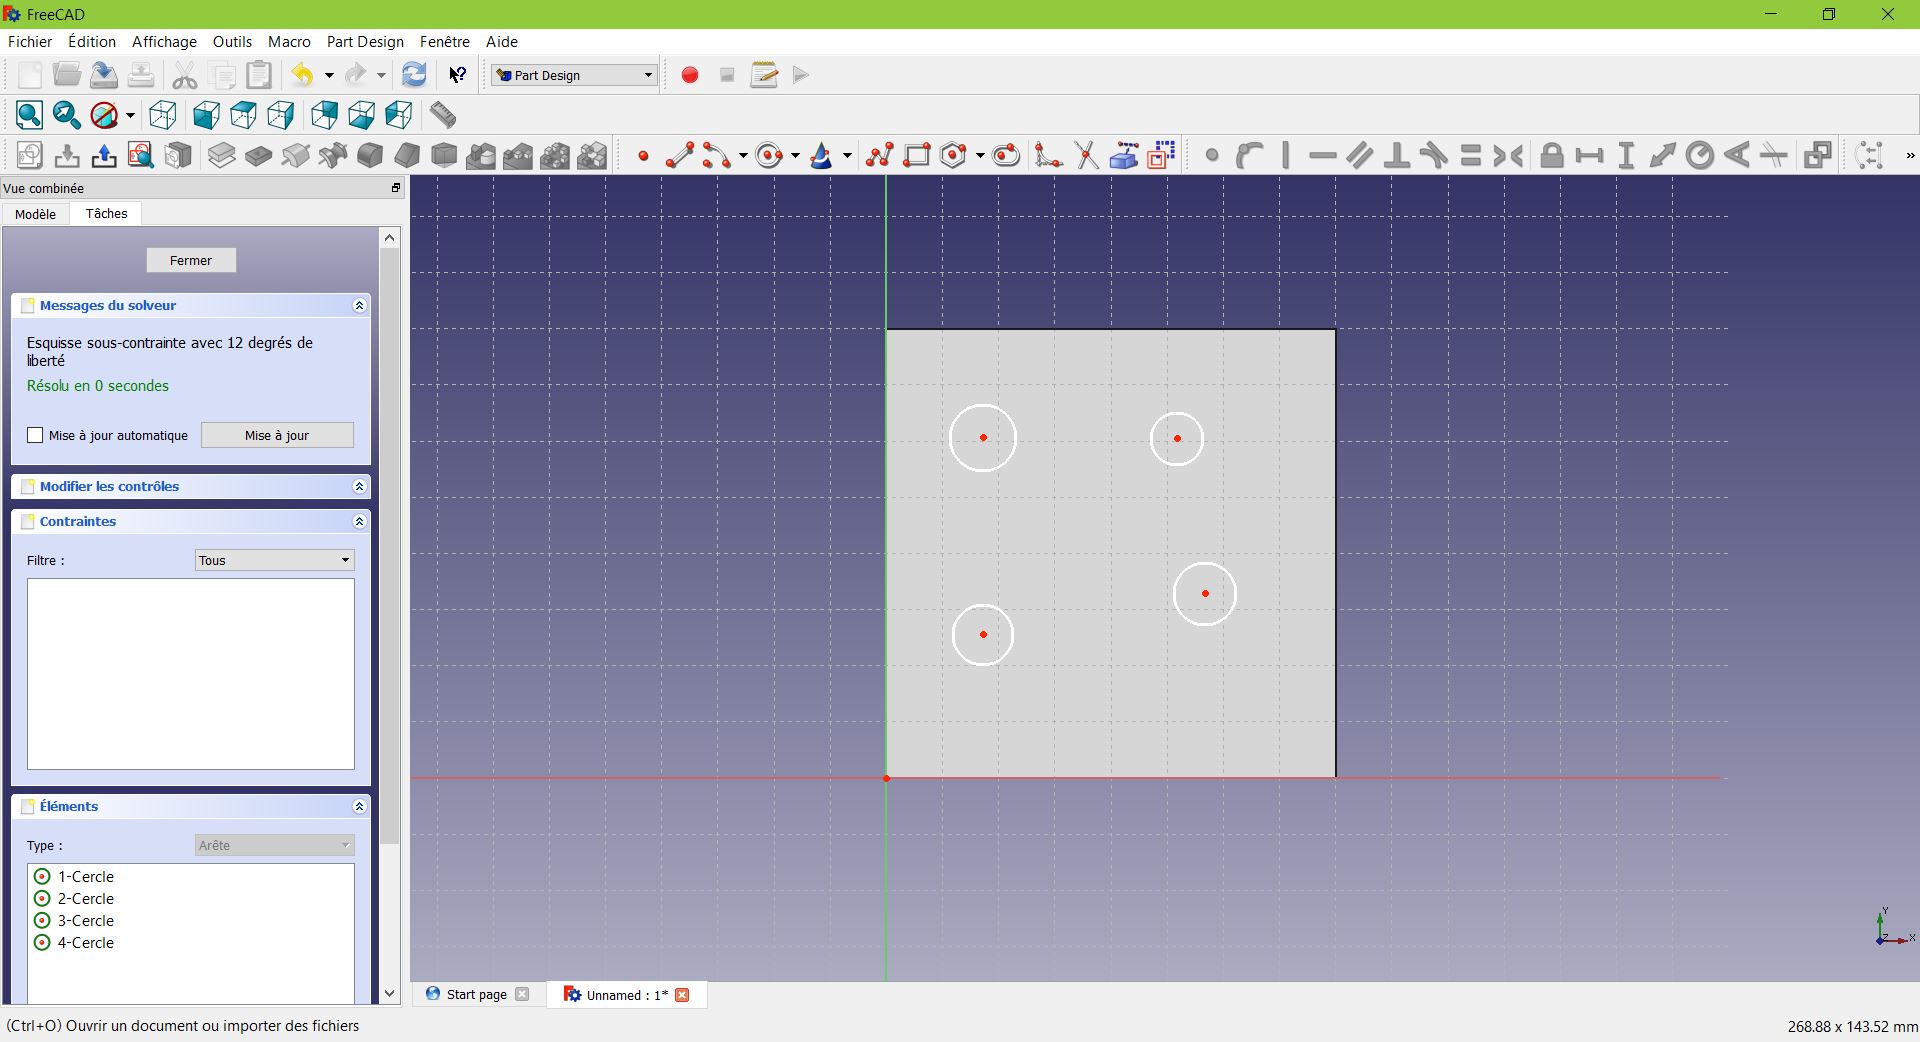 FreeCAD
Fichier Édition Affichage Outils Macro Part Design Fenêtre Aide
Part Design
»
Vue combinée
Modèle Tâches
Fermer
Messages du solveur
Esquisse sous-contrainte avec 12 degrés de
liberté
Résolu en 0 secondes
Mise à jour automatique Mise à jour
Modifier les contrôles
Contraintes
Filtre : Tous
Éléments
Type : Arête
1-Cercle
2-Cercle
3-Cercle
4-Cercle
Y
Z X
Start page Unnamed : 1*
(Ctrl+O) Ouvrir un document ou importer des fichiers 268.88 x 143.52 mm